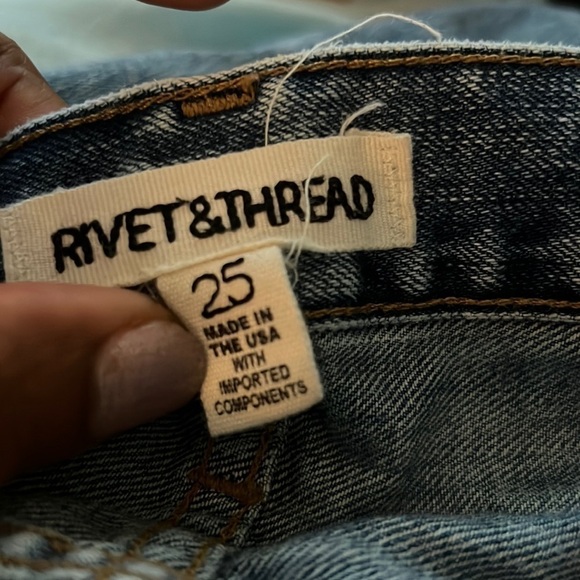 RIVET&THREAD
25
MADE IN
THE USA
WITH
IMPORTED
COMPONENTS